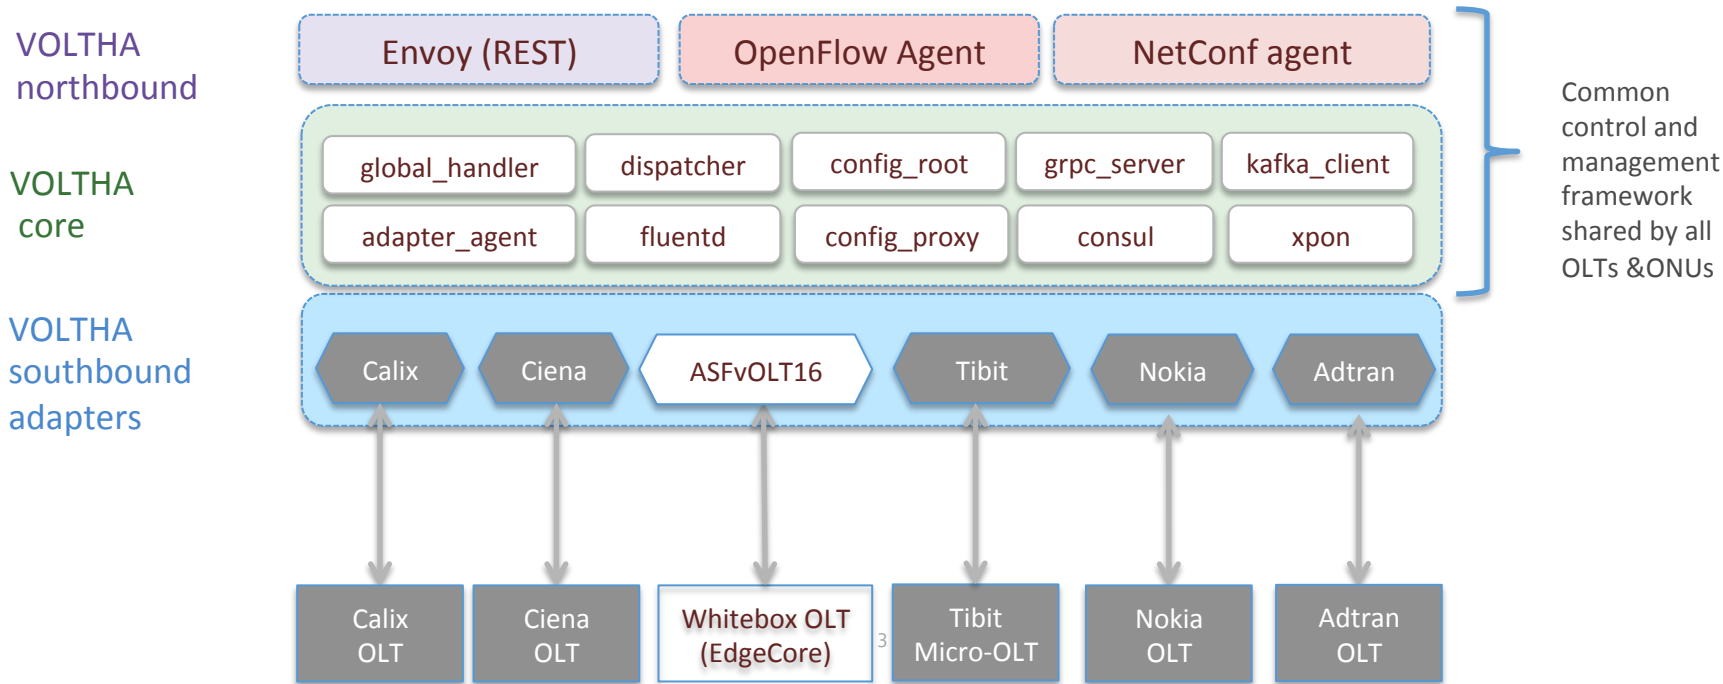 VOLTHA
northbound
Envoy (REST)
OpenFlow Agent
NetConf agent
VOLTHA
core
global_handler
dispatcher
config_root
grpc_server
kafka_client
adapter_agent
fluentd
config_proxy
consul
xpon
Common
control and
management
framework
shared by all
OLTs &ONUs
VOLTHA
southbound
adapters
Calix
Ciena
ASFvOLT16
Tibit
Nokia
Adtran
Calix
OLT
Ciena
OLT
Whitebox OLT
(EdgeCore)
3
Tibit
Micro-OLT
Nokia
OLT
Adtran
OLT